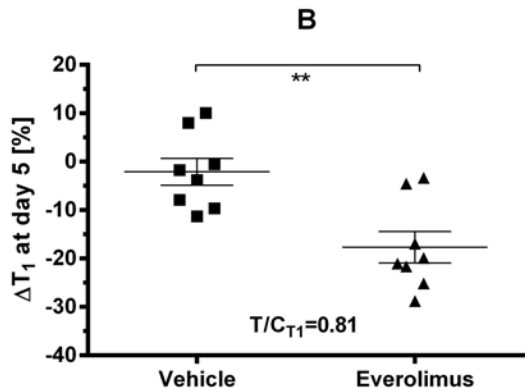 B
**
ΔT1 at day 5 [%]
20
10
0
-10
-20
-30
-40
T/CT1=0.81
Vehicle Everolimus